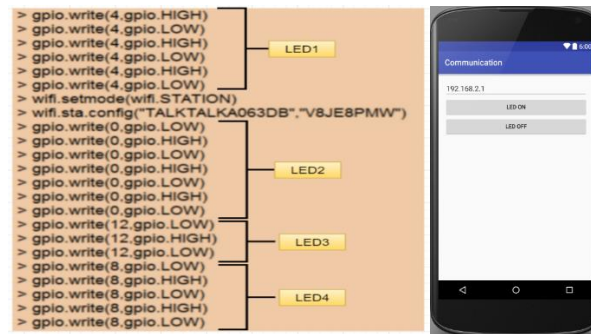 > gpio.write(4,gpio.HIGH)
> gpio.write(4,gpio.LOW)
> gpio.write(4,gpio.HIGH)
> gpio.write(4,gpio.LOW)
> gpio.write(4,gpio.HIGH)
> gpio.write(4,gpio.LOW)
LED1
> wifi.setmode(wifi.STATION)
> wifi.sta.config("TALKTALKA063DB","V8JE8PMW")
> gpio.write(0,gpio.LOW)
> gpio.write(0,gpio.HIGH)
> gpio.write(0,gpio.LOW)
> gpio.write(0,gpio.HIGH)
> gpio.write(0,gpio.LOW)
> gpio.write(0,gpio.HIGH)
> gpio.write(0,gpio.LOW)
LED2
> gpio.write(12,gpio.LOW)
> gpio.write(12,gpio.HIGH)
> gpio.write(12,gpio.LOW)
LED3
> gpio.write(8,gpio.LOW)
> gpio.write(8,gpio.HIGH)
> gpio.write(8,gpio.LOW)
> gpio.write(8,gpio.HIGH)
> gpio.write(8,gpio.LOW)
LED4
6:00
Communication
192.168.2.1
LED ON
LED OFF